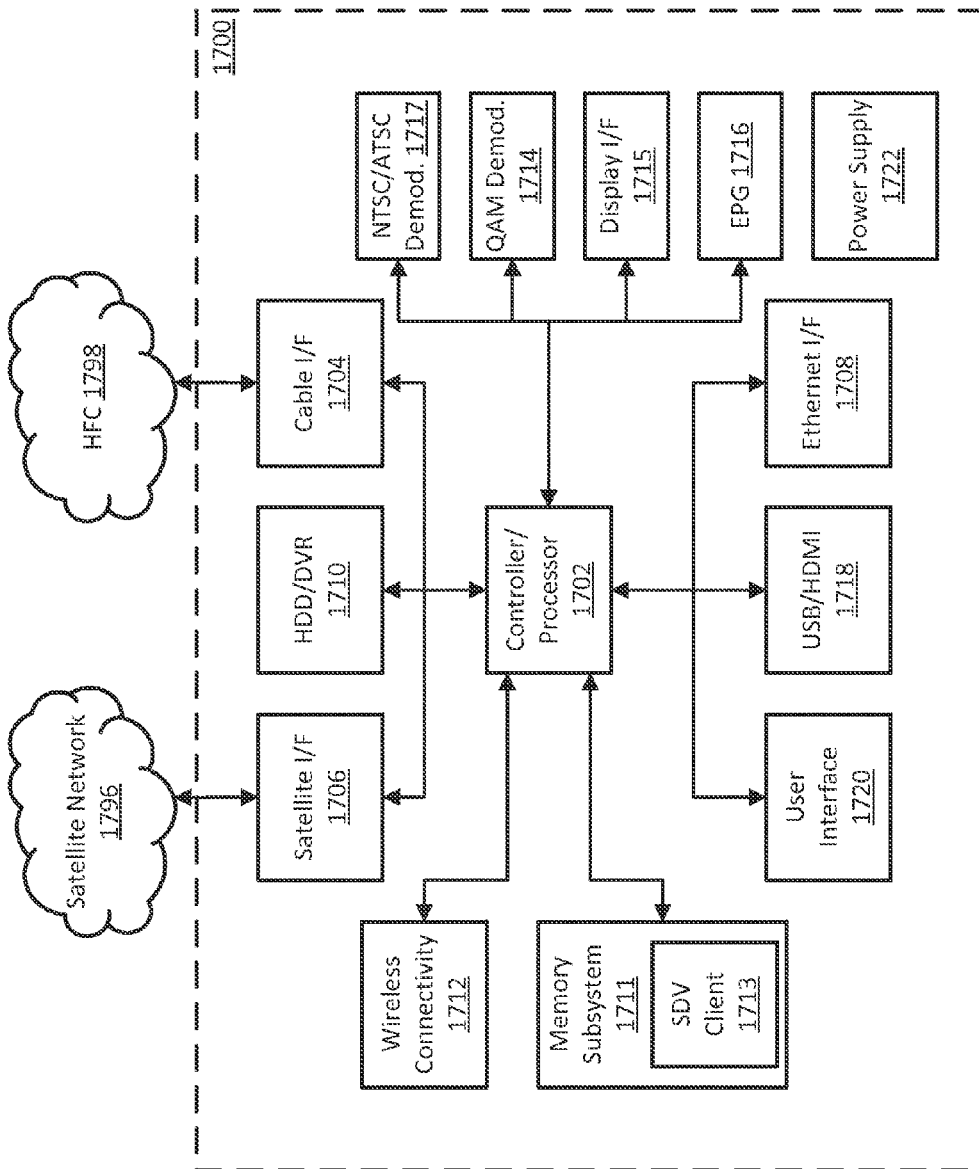 Satellite Network
1796
HFC 1798
1700
Satellite I/F
1706
HDD/DVR
1710
Cable I/F
1704
Wireless
Connectivity
1712
Controller/
Processor
1702
NTSC/ATSC
Demod. 1717
QAM Demod.
1714
Display I/F
1715
EPG 1716
Power Supply
1722
Memory
Subsystem
1711
SDV
Client
1713
User
Interface
1720
USB/HDMI
1718
Ethernet I/F
1708